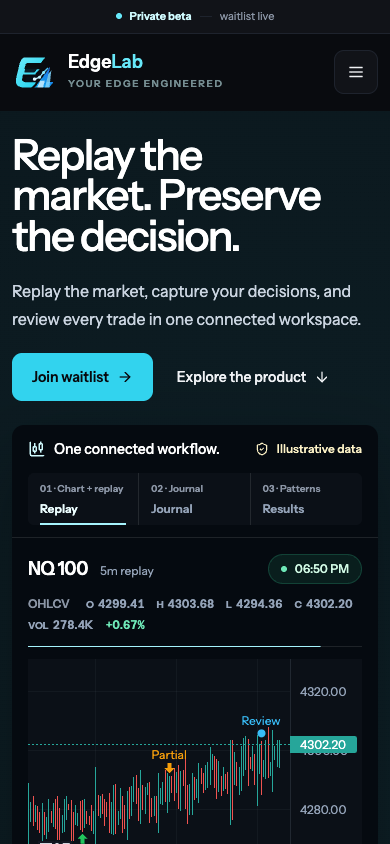 Private beta — waitlist live
EdgeLab
YOUR EDGE ENGINEERED
Replay the
market. Preserve
the decision.
Replay the market, capture your decisions, and
review every trade in one connected workspace.
Join waitlist → Explore the product ↓
One connected workflow. Illustrative data
01 · Chart + replay 02 · Journal 03 · Patterns
Replay Journal Results
NQ 100 5m replay 06:50 PM
OHLCV O 4299.41 H 4303.68 L 4294.36 C 4302.20
VOL 278.4K +0.67%
4320.00
Review
4302.20
Partial
4280.00